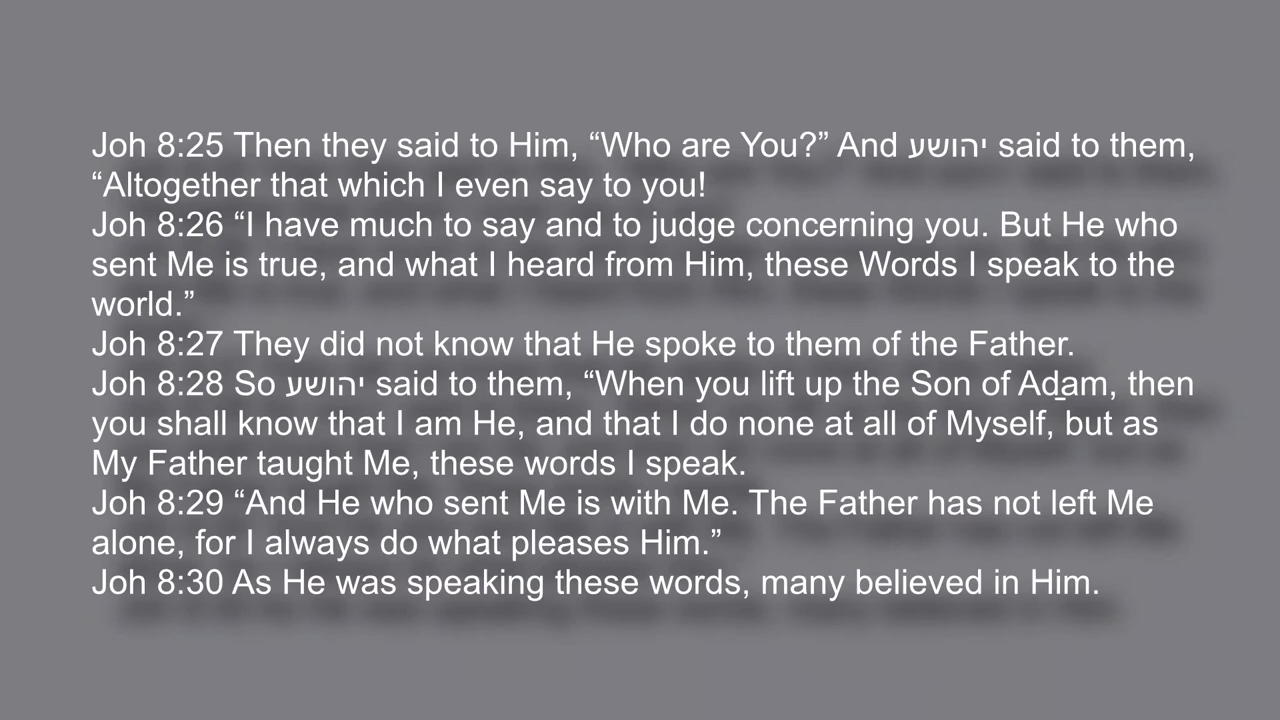 Joh 8:25 Then they said to Him, “Who are You?” And יהושע said to them,
“Altogether that which I even say to you!
Joh 8:26 “I have much to say and to judge concerning you. But He who
sent Me is true, and what I heard from Him, these Words I speak to the
world.”
Joh 8:27 They did not know that He spoke to them of the Father.
Joh 8:28 So יהושע said to them, “When you lift up the Son of Aḏam, then
you shall know that I am He, and that I do none at all of Myself, but as
My Father taught Me, these words I speak.
Joh 8:29 “And He who sent Me is with Me. The Father has not left Me
alone, for I always do what pleases Him.”
Joh 8:30 As He was speaking these words, many believed in Him.